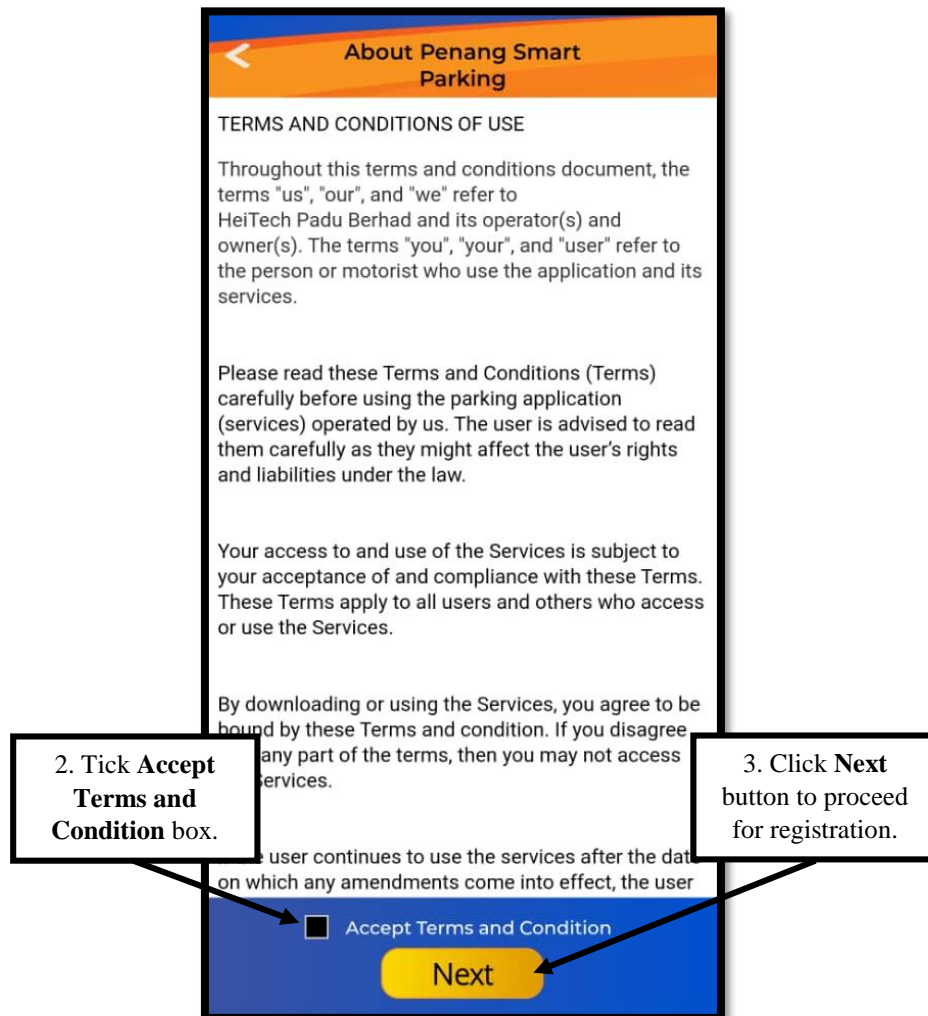 About Penang Smart
Parking
TERMS AND CONDITIONS OF USE
Throughout this terms and conditions document, the
terms "us", "our", and "we" refer to
HeiTech Padu Berhad and its operator(s) and
owner(s). The terms "you", "your", and "user" refer to
the person or motorist who use the application and its
services.
Please read these Terms and Conditions (Terms)
carefully before using the parking application
(services) operated by us. The user is advised to read
them carefully as they might affect the user's rights
and liabilities under the law.
Your access to and use of the Services is subject to
your acceptance of and compliance with these Terms.
These Terms apply to all users and others who access
or use the Services.
By downloading or using the Services, you agree to be
bound by these Terms and condition. If you disagree
any part of the terms, then you may not access
Services.
user continues to use the services after the date
on which any amendments come into effect, the user
2. Tick Accept
Terms and
Condition box.
3. Click Next
button to proceed
for registration.
Accept Terms and Condition
Next